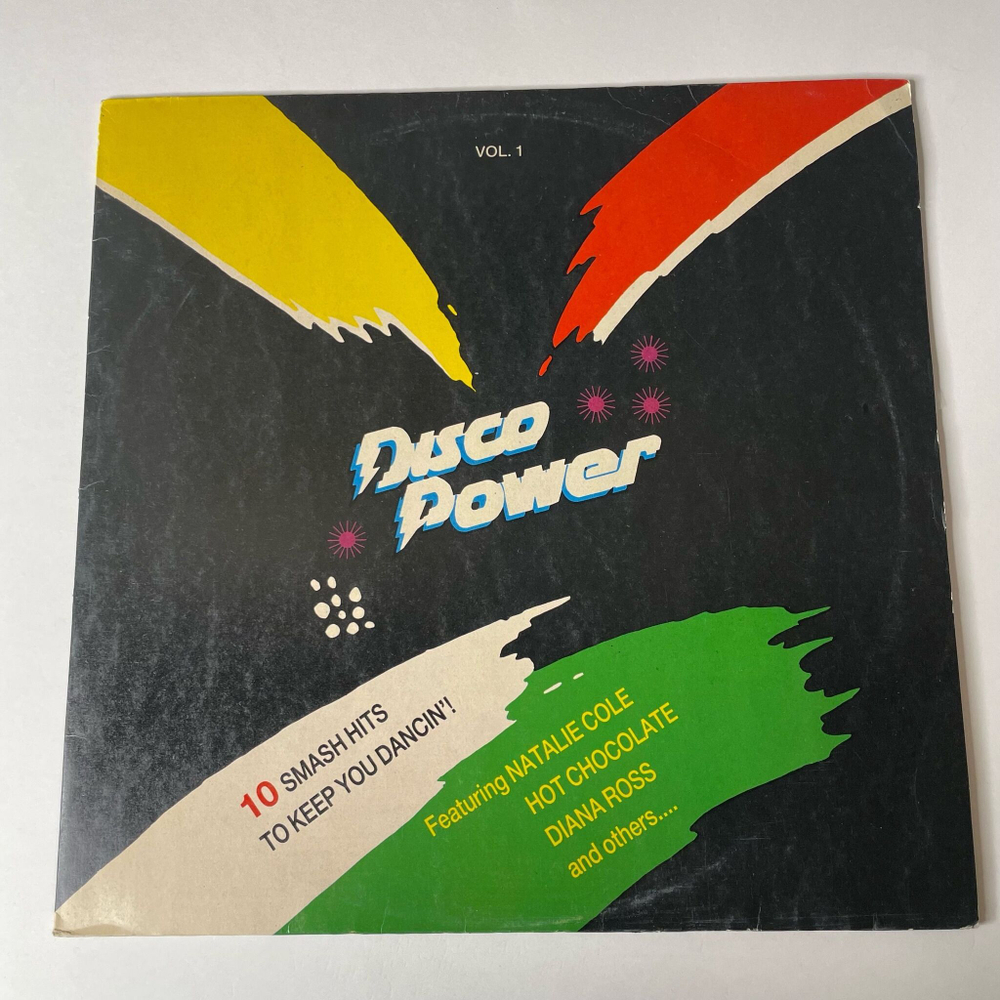 VOL. 1
Disco
Power
10 SMASH HITS
TO KEEP YOU DANCIN'!
Featuring NATALIE COLE
HOT CHOCOLATE
DIANA ROSS
and others....